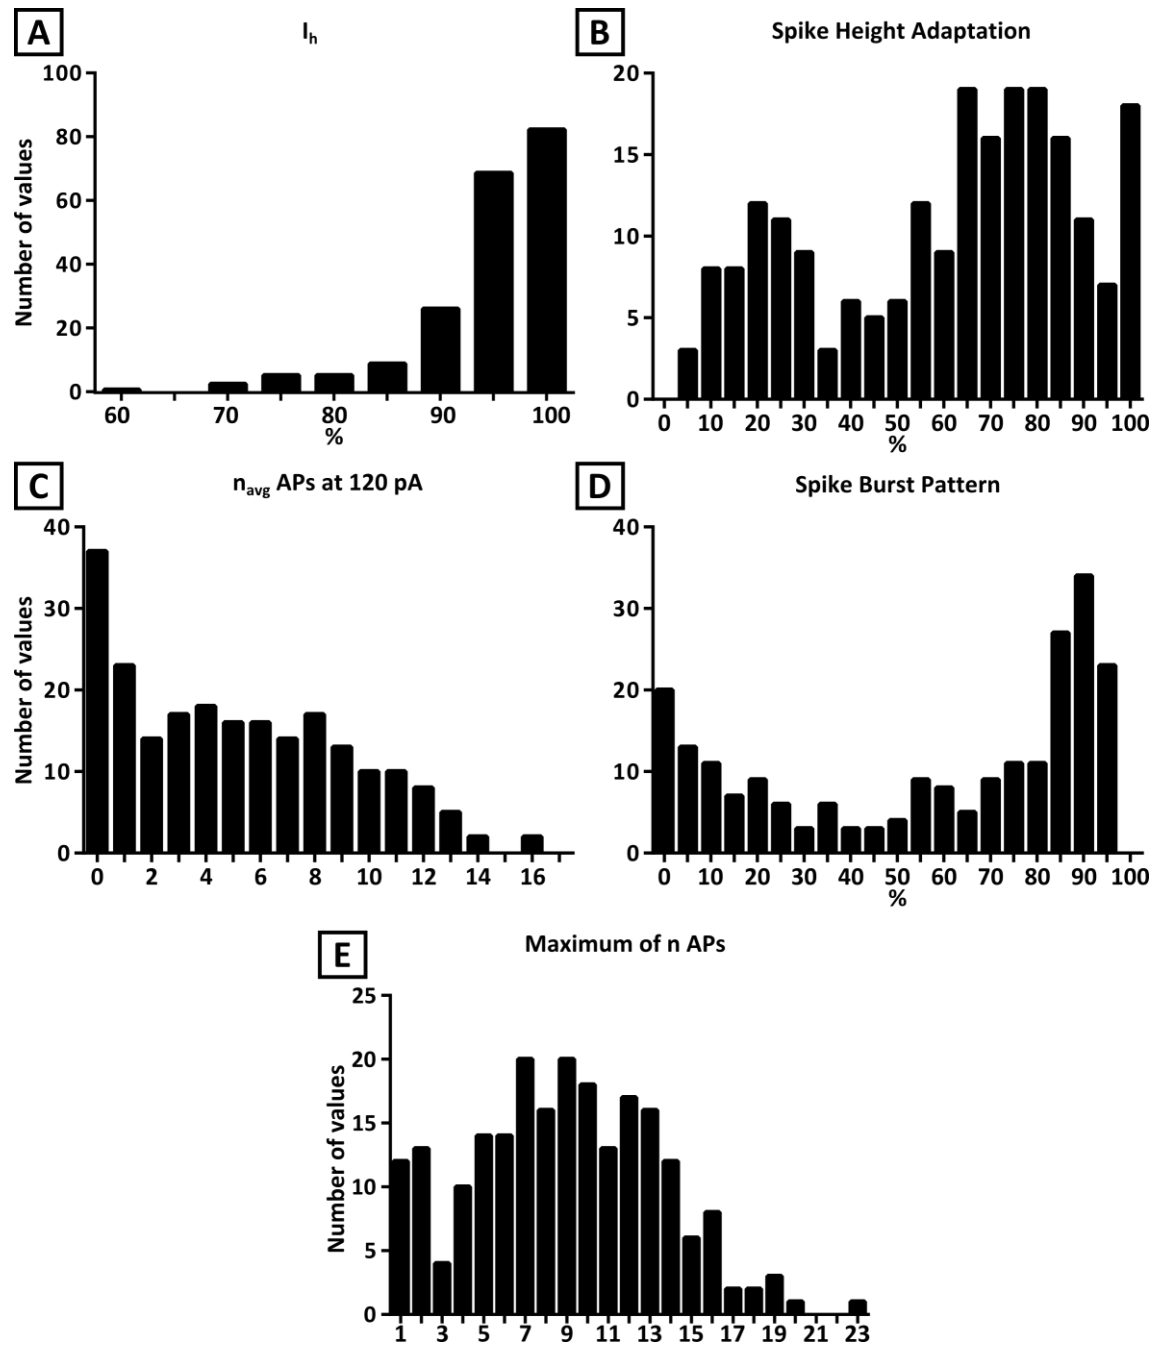 A
I_h
Number of values
100
80
60
40
20
0
60 70 80 90 100
%
B
Spike Height Adaptation
20
15
10
5
0
0 10 20 30 40 50 60 70 80 90 100
%
C
n_avg APs at 120 pA
Number of values
40
30
20
10
0
0 2 4 6 8 10 12 14 16
D
Spike Burst Pattern
40
30
20
10
0
0 10 20 30 40 50 60 70 80 90 100
%
E
Maximum of n APs
Number of values
25
20
15
10
5
0
1 3 5 7 9 11 13 15 17 19 21 23